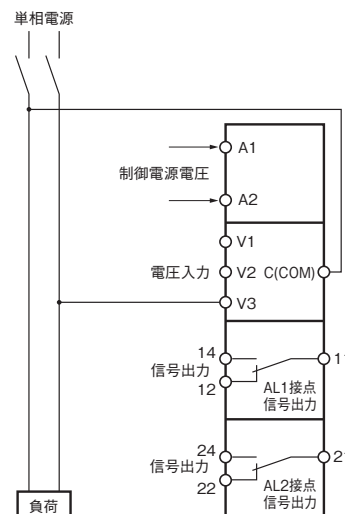 単相電源
A1
制御電源電圧
A2
V1
電圧入力
V2
C(COM)
V3
14
信号出力
12
AL1接点
信号出力
24
信号出力
22
AL2接点
信号出力
負荷